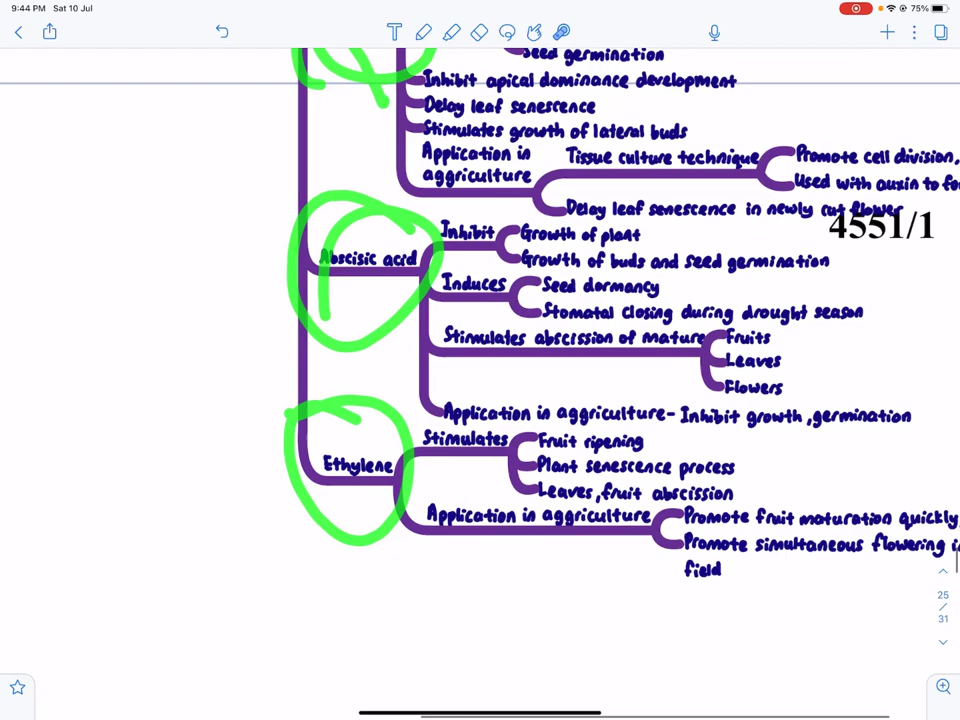 9:44 PM Sat 10 Jul
75%
Seed germination
Inhibit apical dominance development
Delay leaf senescence
Stimulates growth of lateral buds
Application in
aggriculture
Tissue culture technique
Promote cell division,
Used with auxin to fo
Delay leaf senescence in newly cut flower
4551/1
Abscisic acid
Inhibit
Growth of plant
Growth of buds and seed germination
Induces
Seed dormancy
Stomatal closing during drought season
Stimulates abscission of mature
Fruits
Leaves
Flowers
Application in aggriculture- Inhibit growth, germination
Ethylene
Stimulates
Fruit ripening
Plant senescence process
Leaves, fruit abscission
Application in aggriculture
Promote fruit maturation quickly
Promote simultaneous flowering i
field
25
/
31